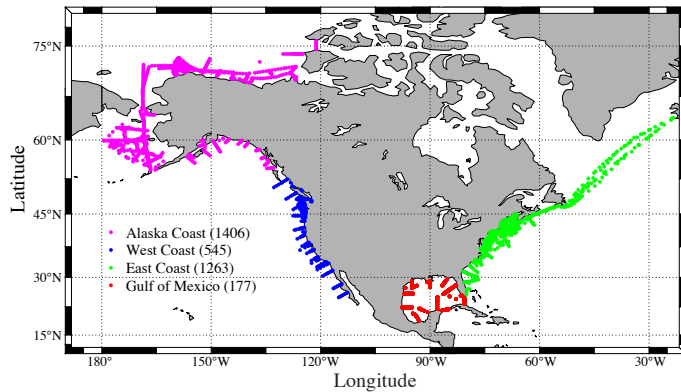 75°N
60°N
45°N
30°N
15°N
Latitude
Alaska Coast (1406)
West Coast (545)
East Coast (1263)
Gulf of Mexico (177)
180°
150°W
120°W
90°W
60°W
30°W
Longitude